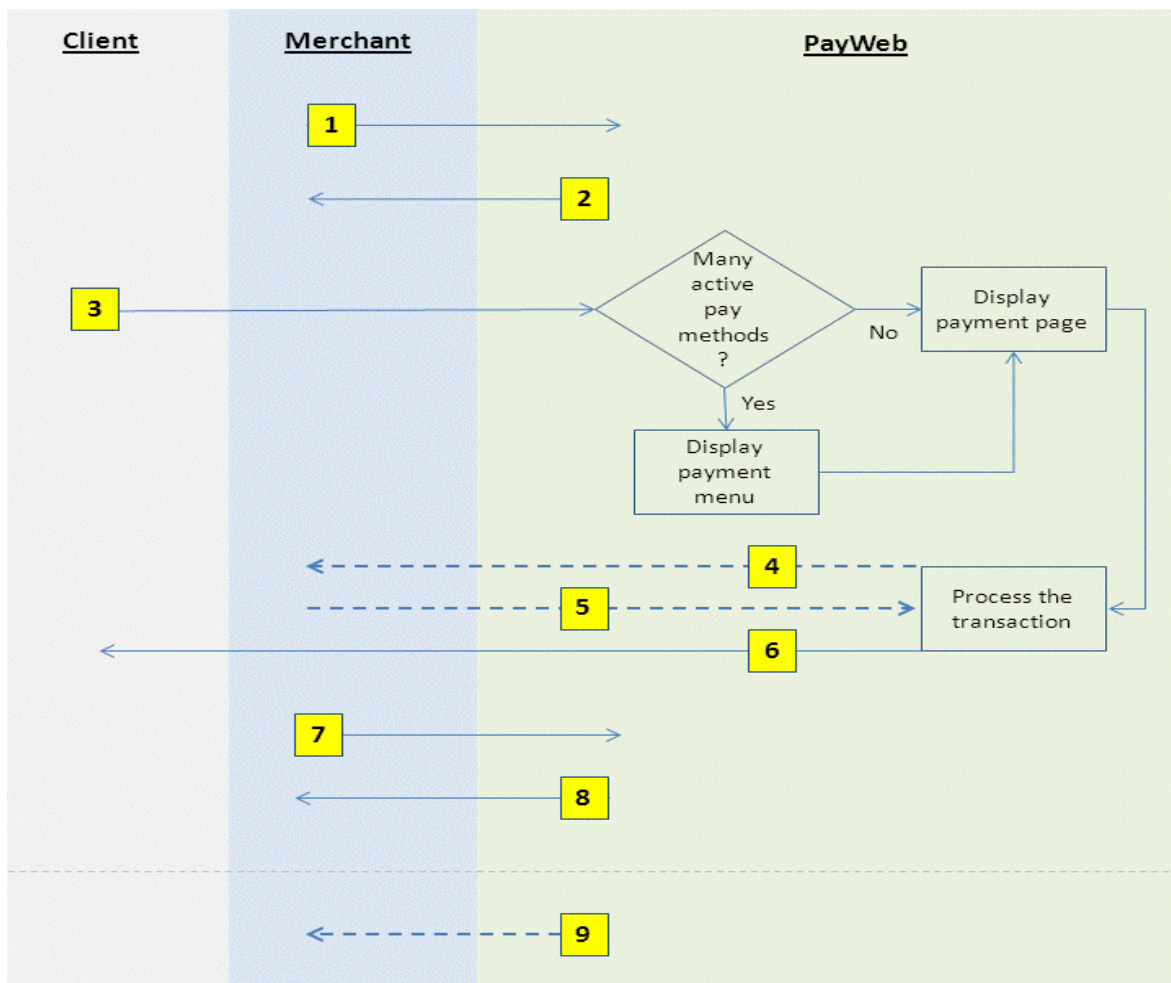 Client
Merchant
PayWeb
1
2
3
Many
active
pay
methods
?
No
Display
payment page
Yes
Display
payment
menu
4
5
Process the
transaction
6
7
8
9